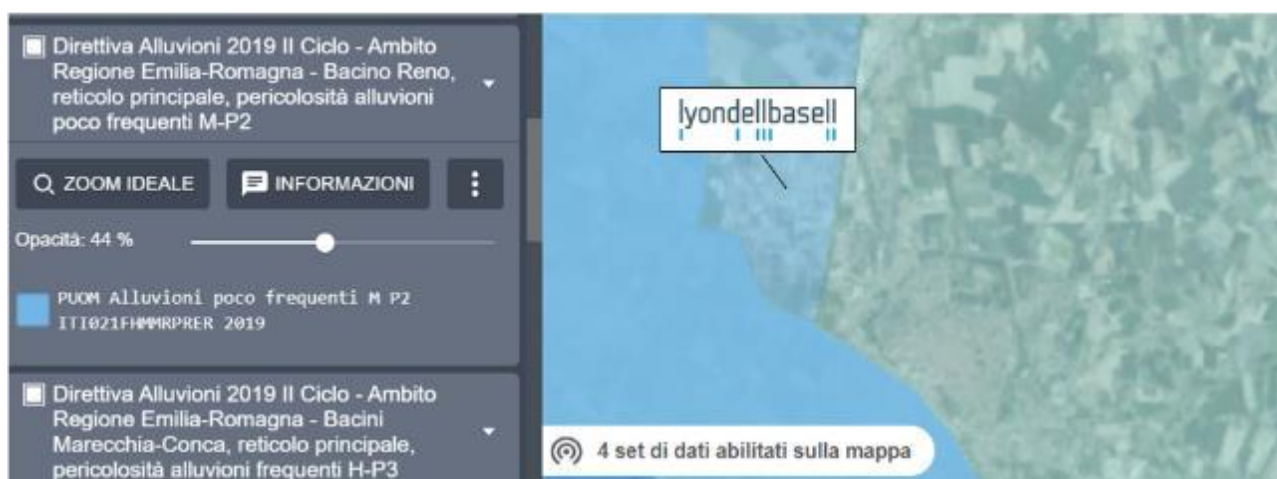 Direttiva Alluvioni 2019 II Ciclo - Ambito
Regione Emilia-Romagna - Bacino Reno,
reticolo principale, pericolosità alluvioni
poco frequenti M-P2
ZOOM IDEALE
INFORMAZIONI
Opacità: 44 %
PUOM Alluvioni poco frequenti M P2
ITI021FHMMRPRER 2019
Direttiva Alluvioni 2019 II Ciclo - Ambito
Regione Emilia-Romagna - Bacini
Marecchia-Conca, reticolo principale,
pericolosità alluvioni frequenti H-P3
lyondellbasell
4 set di dati abilitati sulla mappa